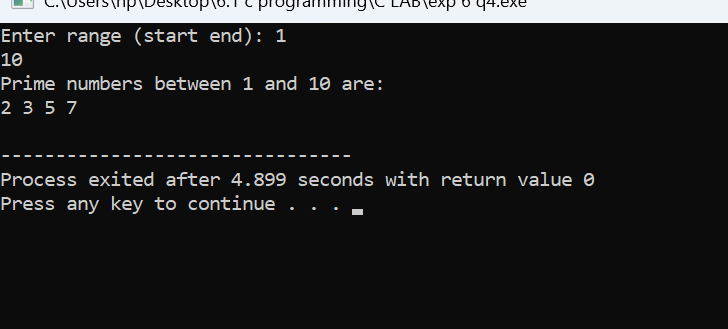 C:\Users\hp\Desktop\6.1 c programming\C LAB\exp 6 q4.exe
Enter range (start end): 1
10
Prime numbers between 1 and 10 are:
2 3 5 7
--------------------------------
Process exited after 4.899 seconds with return value 0
Press any key to continue . . .